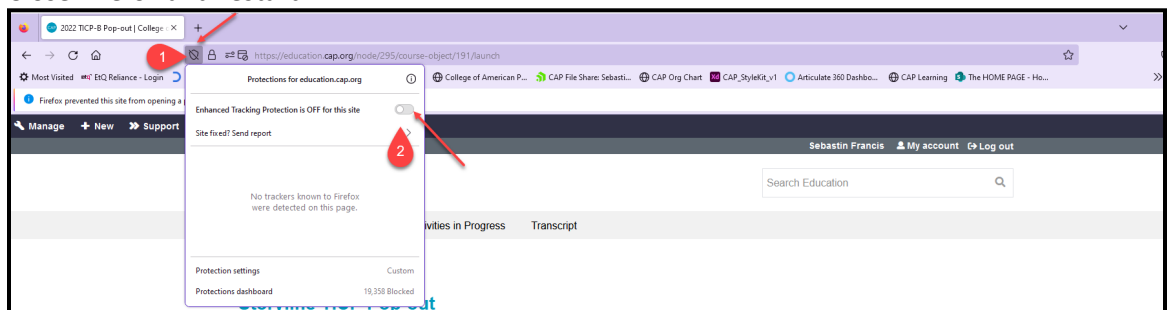 2022 TICP-B Pop-out | College
1
https://education.cap.org/node/295/course-object/191/launch
Most Visited EtQ Reliance - Login
College of American P... CAP File Share: Sebasti... CAP Org Chart CAP_StyleKit_v1 Articulate 360 Dashbo... CAP Learning The HOME PAGE - Ho...
Protections for education.cap.org
Firefox prevented this site from opening a
Enhanced Tracking Protection is OFF for this site
Manage + New Support
Site fixed? Send report
2
Sebastin Francis My account Log out
Search Education
No trackers known to Firefox
were detected on this page.
ivities in Progress Transcript
Protection settings Custom
Protections dashboard 19,358 Blocked